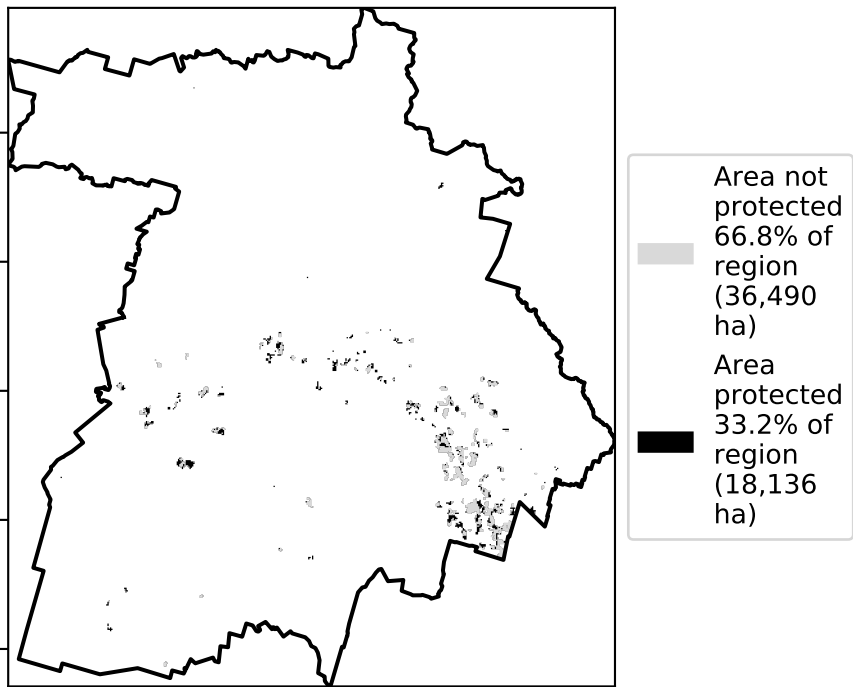 Area not
protected
66.8% of
region
(36,490
ha)
Area
protected
33.2% of
region
(18,136
ha)